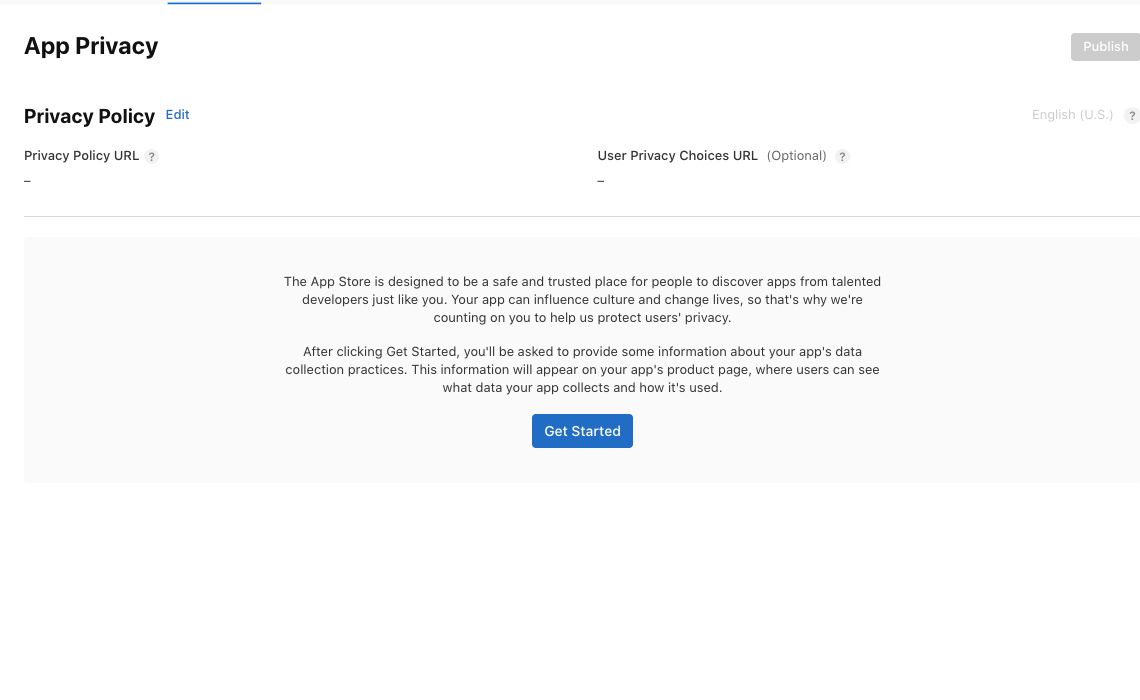 App Privacy
Publish
Privacy Policy Edit
English (U.S.) ?
Privacy Policy URL ?
–
User Privacy Choices URL (Optional) ?
–
The App Store is designed to be a safe and trusted place for people to discover apps from talented
developers just like you. Your app can influence culture and change lives, so that's why we're
counting on you to help us protect users' privacy.
After clicking Get Started, you'll be asked to provide some information about your app's data
collection practices. This information will appear on your app's product page, where users can see
what data your app collects and how it's used.
Get Started